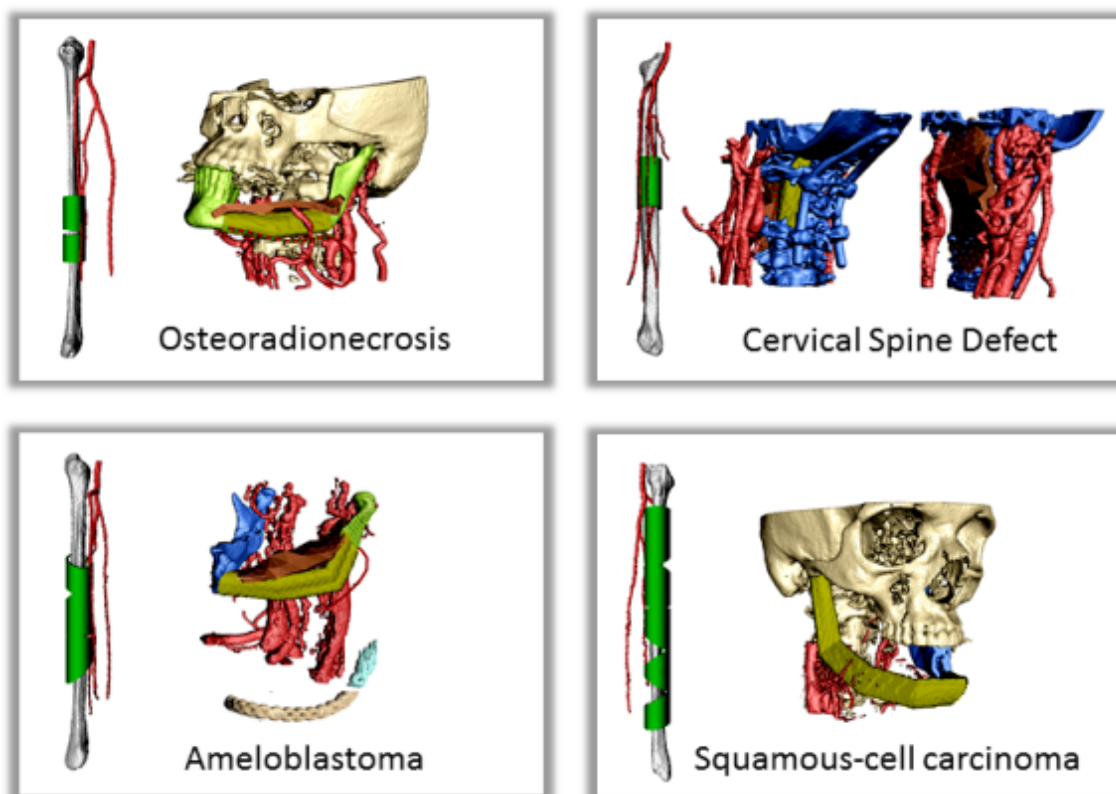 Osteoradionecrosis
Cervical Spine Defect
Ameloblastoma
Squamous-cell carcinoma